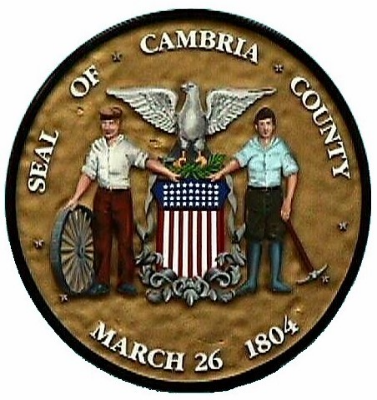 SEAL OF CAMBRIA COUNTY
MARCH 26 1804